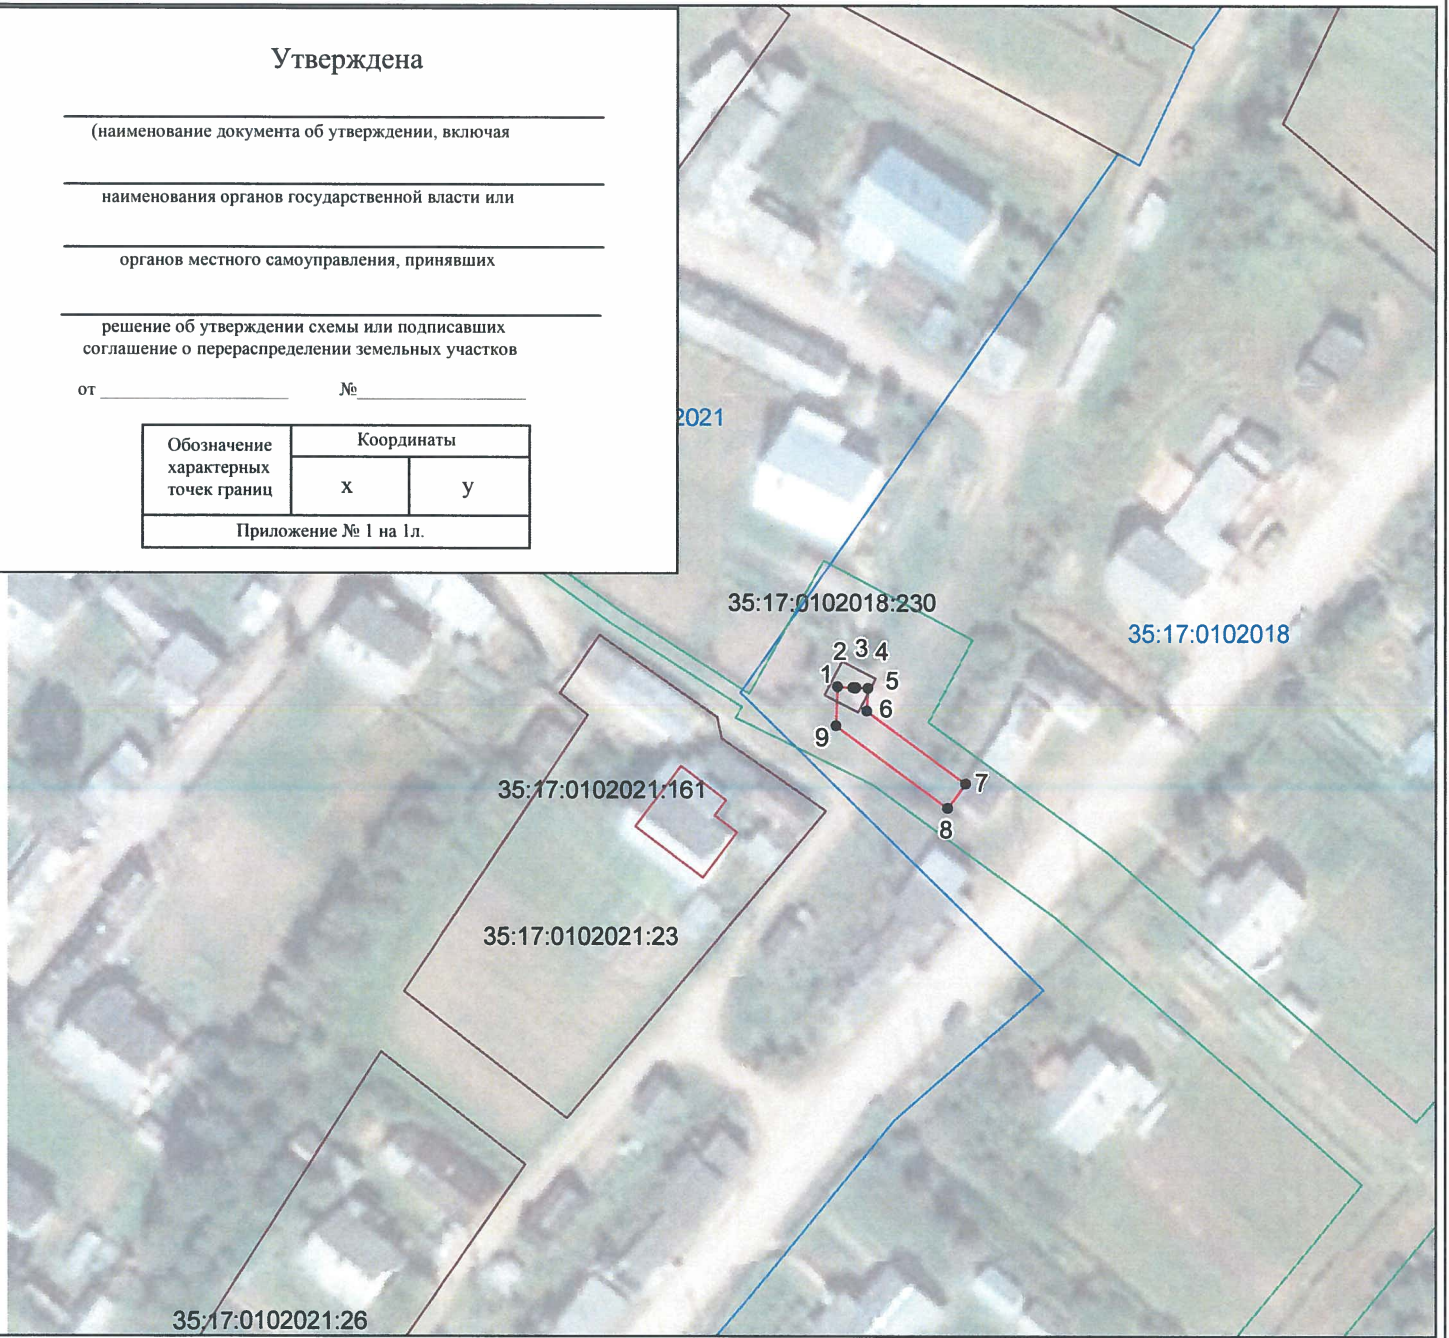 Утверждена
(наименование документа об утверждении, включая
наименования органов государственной власти или
органов местного самоуправления, принявших
решение об утверждении схемы или подписавших
соглашение о перераспределении земельных участков
от № 
Обозначение
характерных
точек границ
Координаты
x
y
Приложение № 1 на 1л.
2021
35:17:0102018:230
35:17:0102018
1
2
3
4
5
6
7
8
9
35:17:0102021:161
35:17:0102021:23
35:17:0102021:26